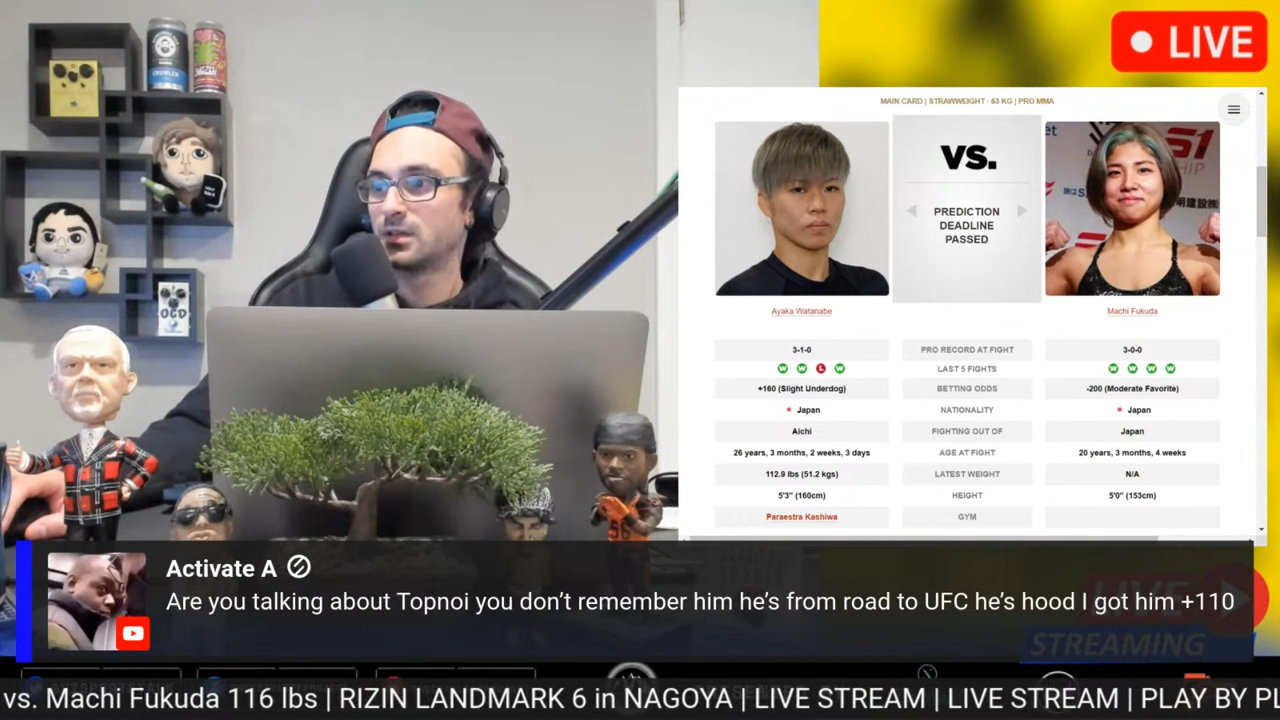 LIVE
MAIN CARD | STRAWWEIGHT · 53 KG | PRO MMA
VS.
PREDICTION
DEADLINE
PASSED
Ayaka Watanabe
Machi Fukuda
3-1-0 PRO RECORD AT FIGHT 3-0-0
W W L W LAST 5 FIGHTS W W W W
+160 (Slight Underdog) BETTING ODDS -200 (Moderate Favorite)
Japan NATIONALITY Japan
Aichi FIGHTING OUT OF Japan
26 years, 3 months, 2 weeks, 3 days AGE AT FIGHT 20 years, 3 months, 4 weeks
112.9 lbs (51.2 kgs) LATEST WEIGHT N/A
5'3" (160cm) HEIGHT 5'0" (153cm)
Paraestra Kashiwa GYM
OCD
56
Activate A
Are you talking about Topnoi you don't remember him he's from road to UFC he's hood I got him +110
LIVE
STREAMING
vs. Machi Fukuda 116 lbs | RIZIN LANDMARK 6 in NAGOYA | LIVE STREAM | LIVE STREAM | PLAY BY PL